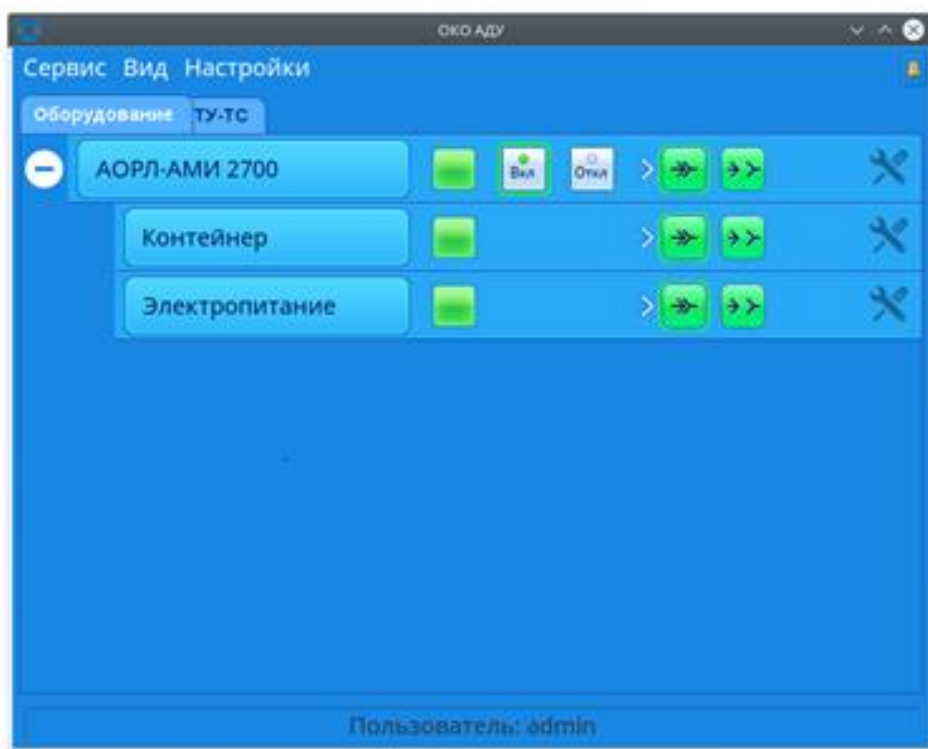 ОКО АДУ
Сервис Вид Настройки
Оборудование ТУ-ТС
АОРЛ-АМИ 2700 Вкл Откл
Контейнер
Электропитание
Пользователь: admin